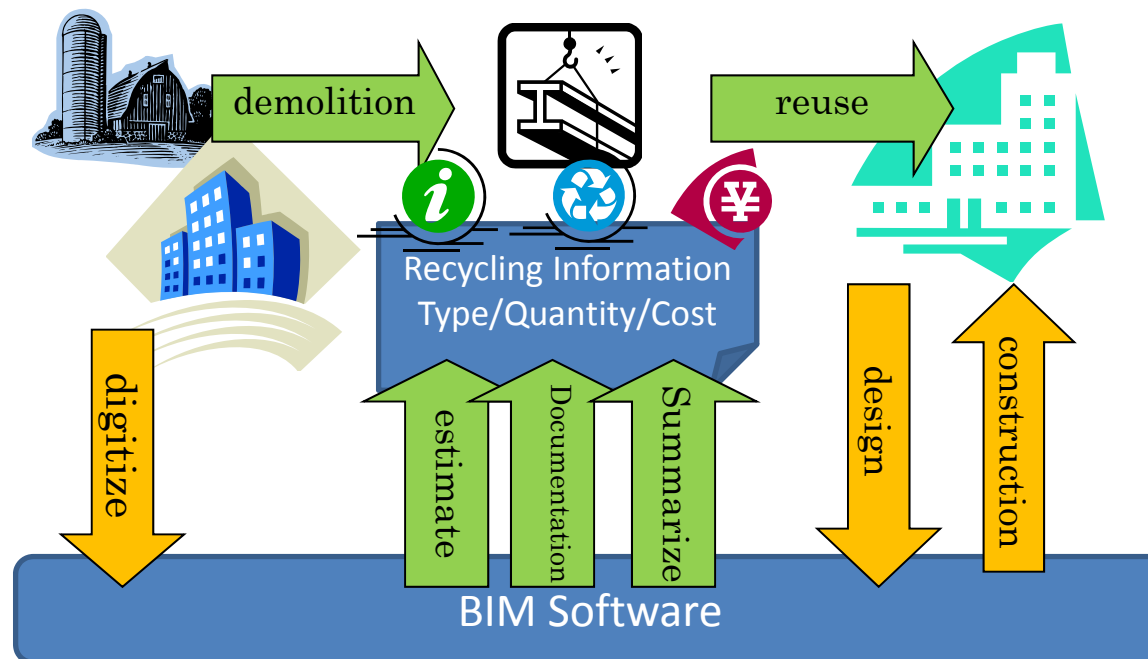 demolition
reuse
i
¥
Recycling Information
Type/Quantity/Cost
digitize
estimate
Documentation
Summarize
design
construction
BIM Software